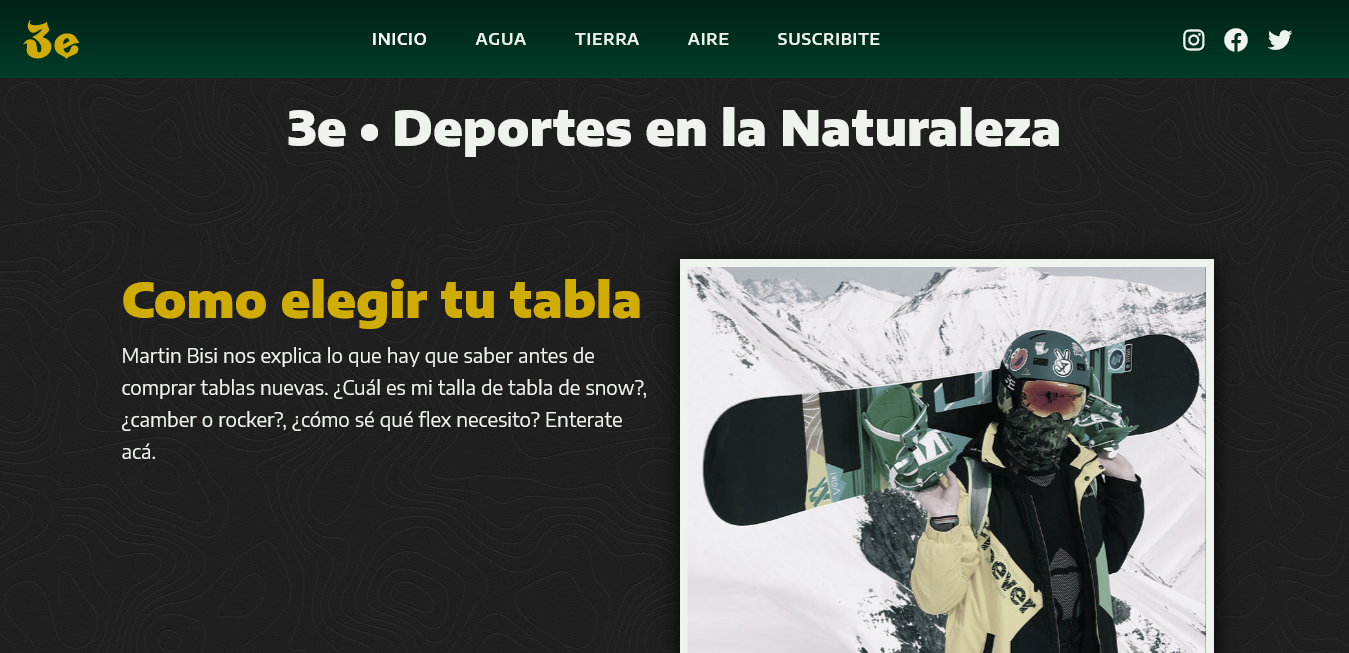 3e
INICIO
AGUA
TIERRA
AIRE
SUSCRIBITE
3e • Deportes en la Naturaleza
Como elegir tu tabla
Martin Bisi nos explica lo que hay que saber antes de
comprar tablas nuevas. ¿Cuál es mi talla de tabla de snow?,
¿camber o rocker?, ¿cómo sé qué flex necesito? Enterate
acá.
Völkl
never